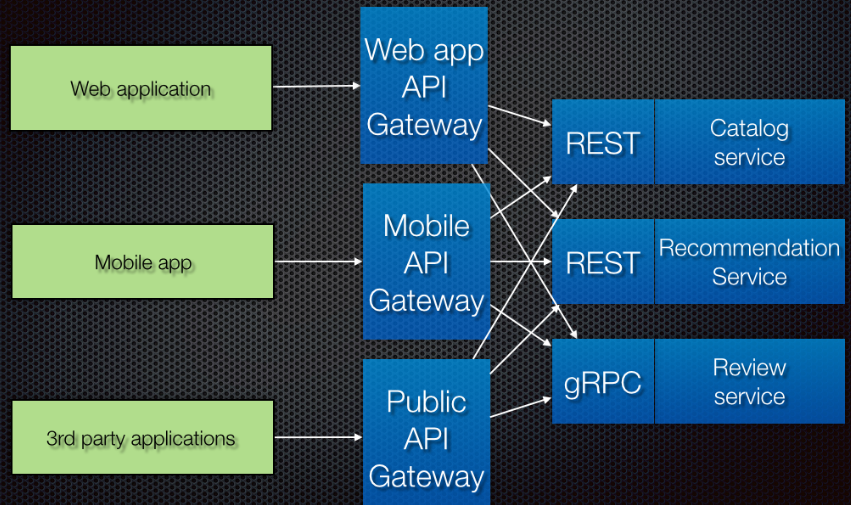 Web application
Web app
API
Gateway
REST
Catalog
service
Mobile app
Mobile
API
Gateway
REST
Recommendation
Service
3rd party applications
Public
API
Gateway
gRPC
Review
service